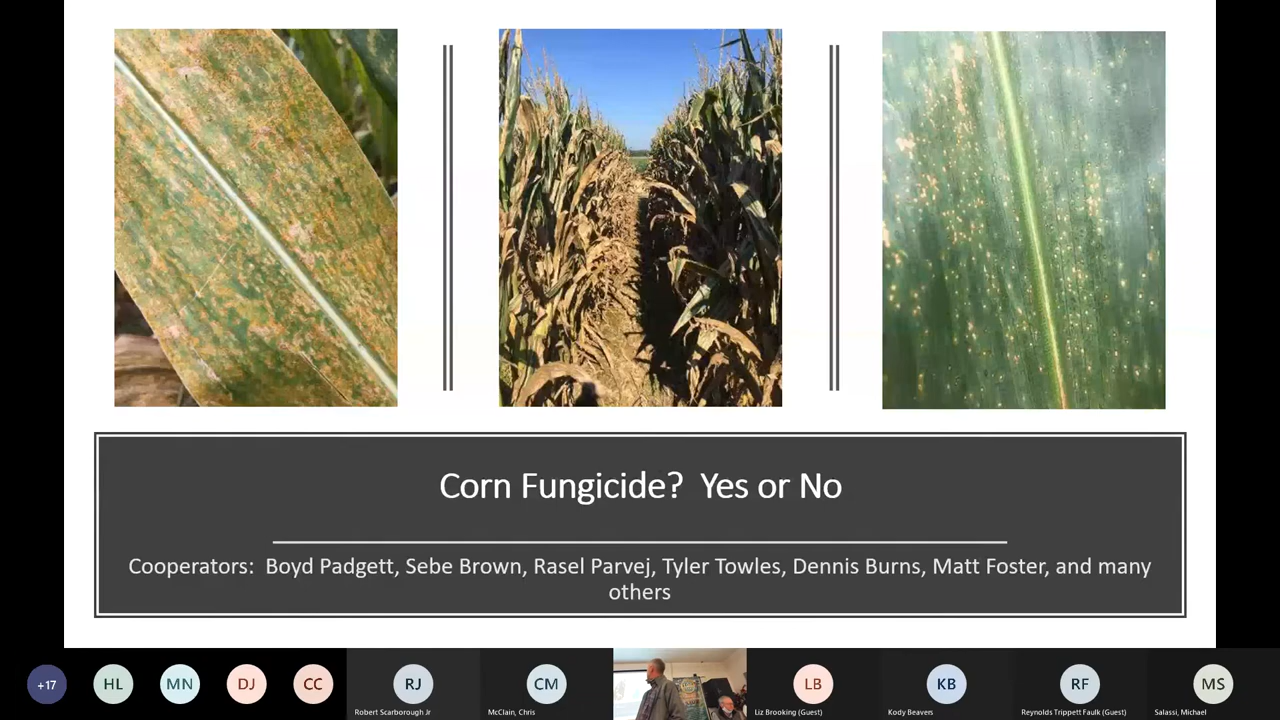 Corn Fungicide?  Yes or No
Cooperators:  Boyd Padgett, Sebe Brown, Rasel Parvej, Tyler Towles, Dennis Burns, Matt Foster, and many
others
+17
HL
MN
DJ
CC
RJ
Robert Scarborough Jr
CM
McClain, Chris
LB
Liz Brooking (Guest)
KB
Kody Beavers
RF
Reynolds Trippett Faulk (Guest)
MS
Salassi, Michael